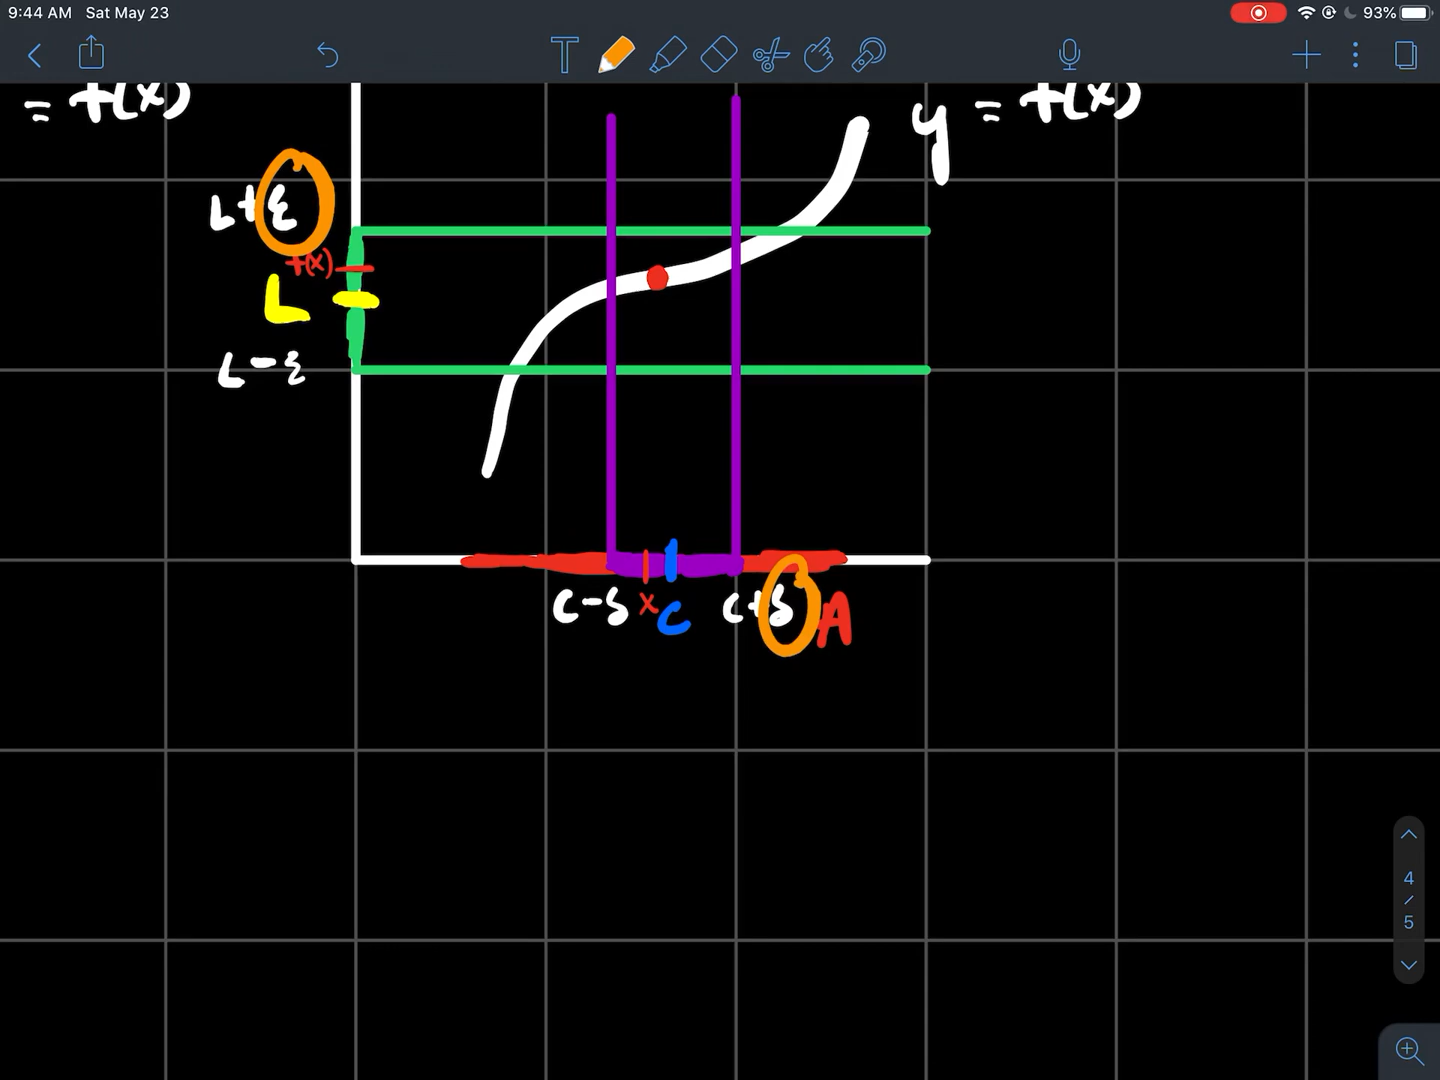 9:44 AM Sat May 23 93%
= f(x)
y = f(x)
L+ε
f(x)
L
L-ε
c-δ x c c+δ A
4
/
5